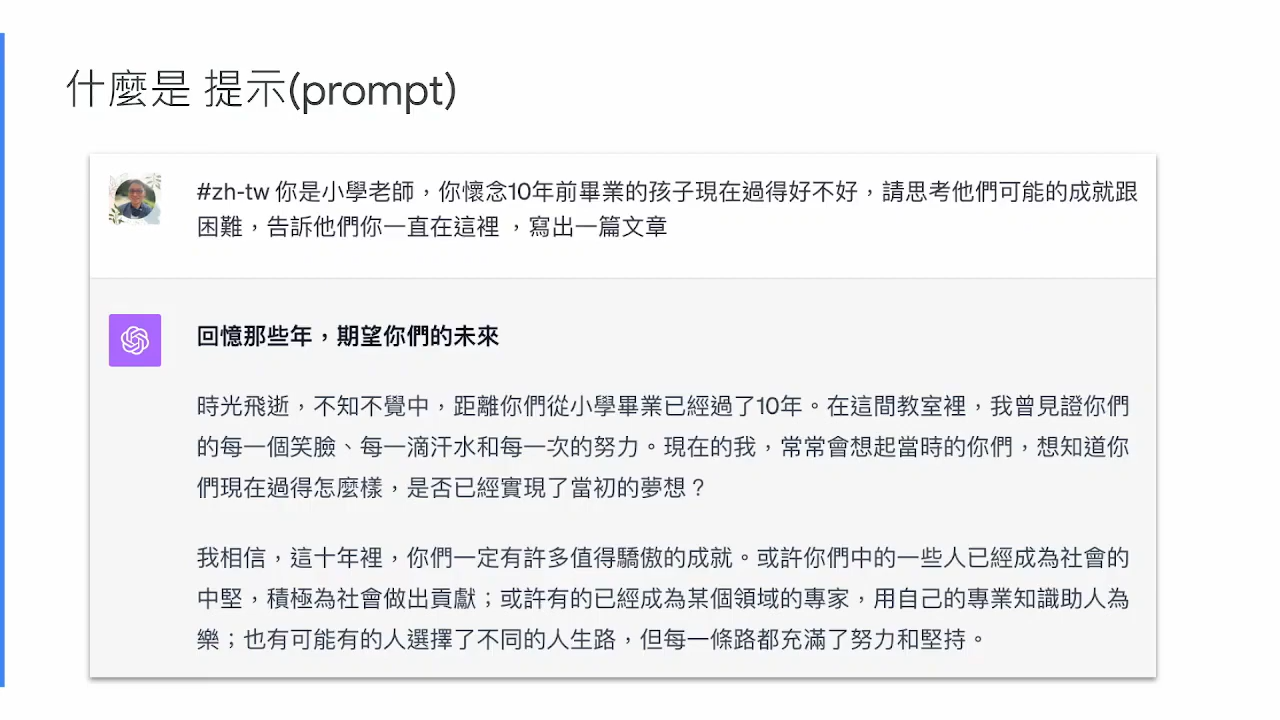 什麼是 提示(prompt)
#zh-tw 你是小學老師，你懷念10年前畢業的孩子現在過得好不好，請思考他們可能的成就跟
困難，告訴他們你一直在這裡 ，寫出一篇文章
回憶那些年，期望你們的未來
時光飛逝，不知不覺中，距離你們從小學畢業已經過了10年。在這間教室裡，我曾見證你們
的每一個笑臉、每一滴汗水和每一次的努力。現在的我，常常會想起當時的你們，想知道你
們現在過得怎麼樣，是否已經實現了當初的夢想？
我相信，這十年裡，你們一定有許多值得驕傲的成就。或許你們中的一些人已經成為社會的
中堅，積極為社會做出貢獻；或許有的已經成為某個領域的專家，用自己的專業知識助人為
樂；也有可能有的人選擇了不同的人生路，但每一條路都充滿了努力和堅持。